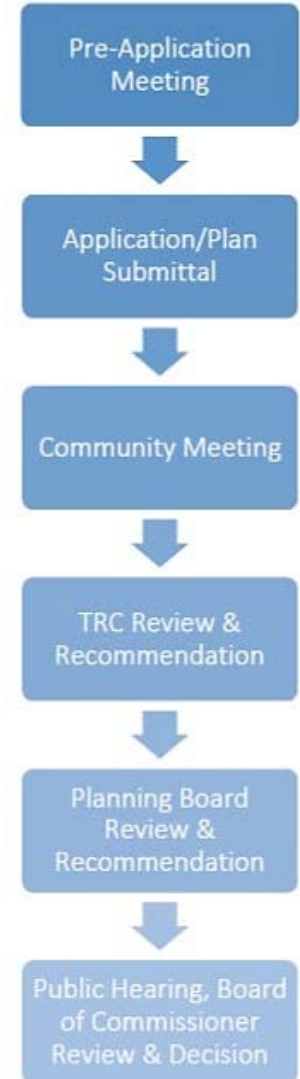 Pre-Application
Meeting
Application/Plan
Submittal
Community Meeting
TRC Review &
Recommendation
Planning Board
Review &
Recommendation
Public Hearing, Board
of Commissioner
Review & Decision